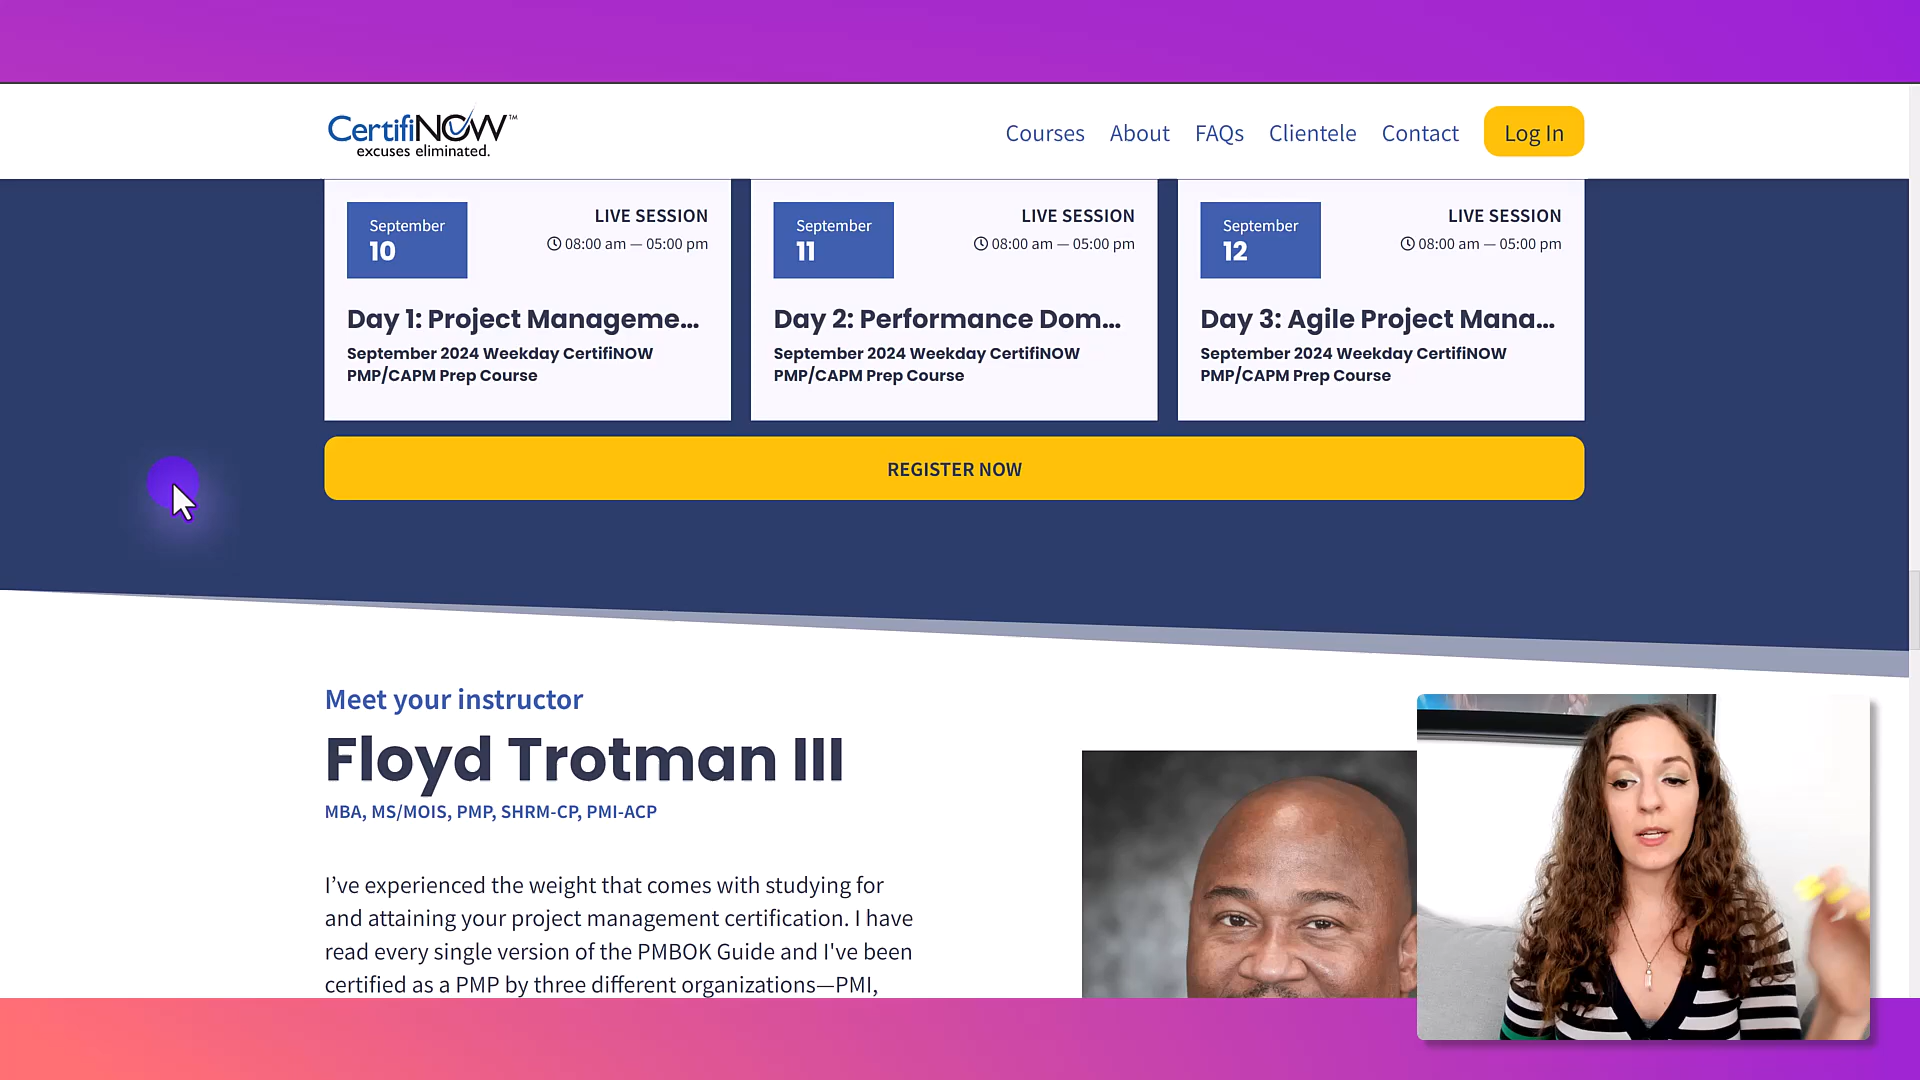 CertifiNOW™
excuses eliminated.
Courses About FAQs Clientele Contact Log In
September
10
LIVE SESSION
08:00 am — 05:00 pm
Day 1: Project Manageme...
September 2024 Weekday CertifiNOW
PMP/CAPM Prep Course
September
11
LIVE SESSION
08:00 am — 05:00 pm
Day 2: Performance Dom...
September 2024 Weekday CertifiNOW
PMP/CAPM Prep Course
September
12
LIVE SESSION
08:00 am — 05:00 pm
Day 3: Agile Project Mana...
September 2024 Weekday CertifiNOW
PMP/CAPM Prep Course
REGISTER NOW
Meet your instructor
Floyd Trotman III
MBA, MS/MOIS, PMP, SHRM-CP, PMI-ACP
I’ve experienced the weight that comes with studying for
and attaining your project management certification. I have
read every single version of the PMBOK Guide and I've been
certified as a PMP by three different organizations—PMI,